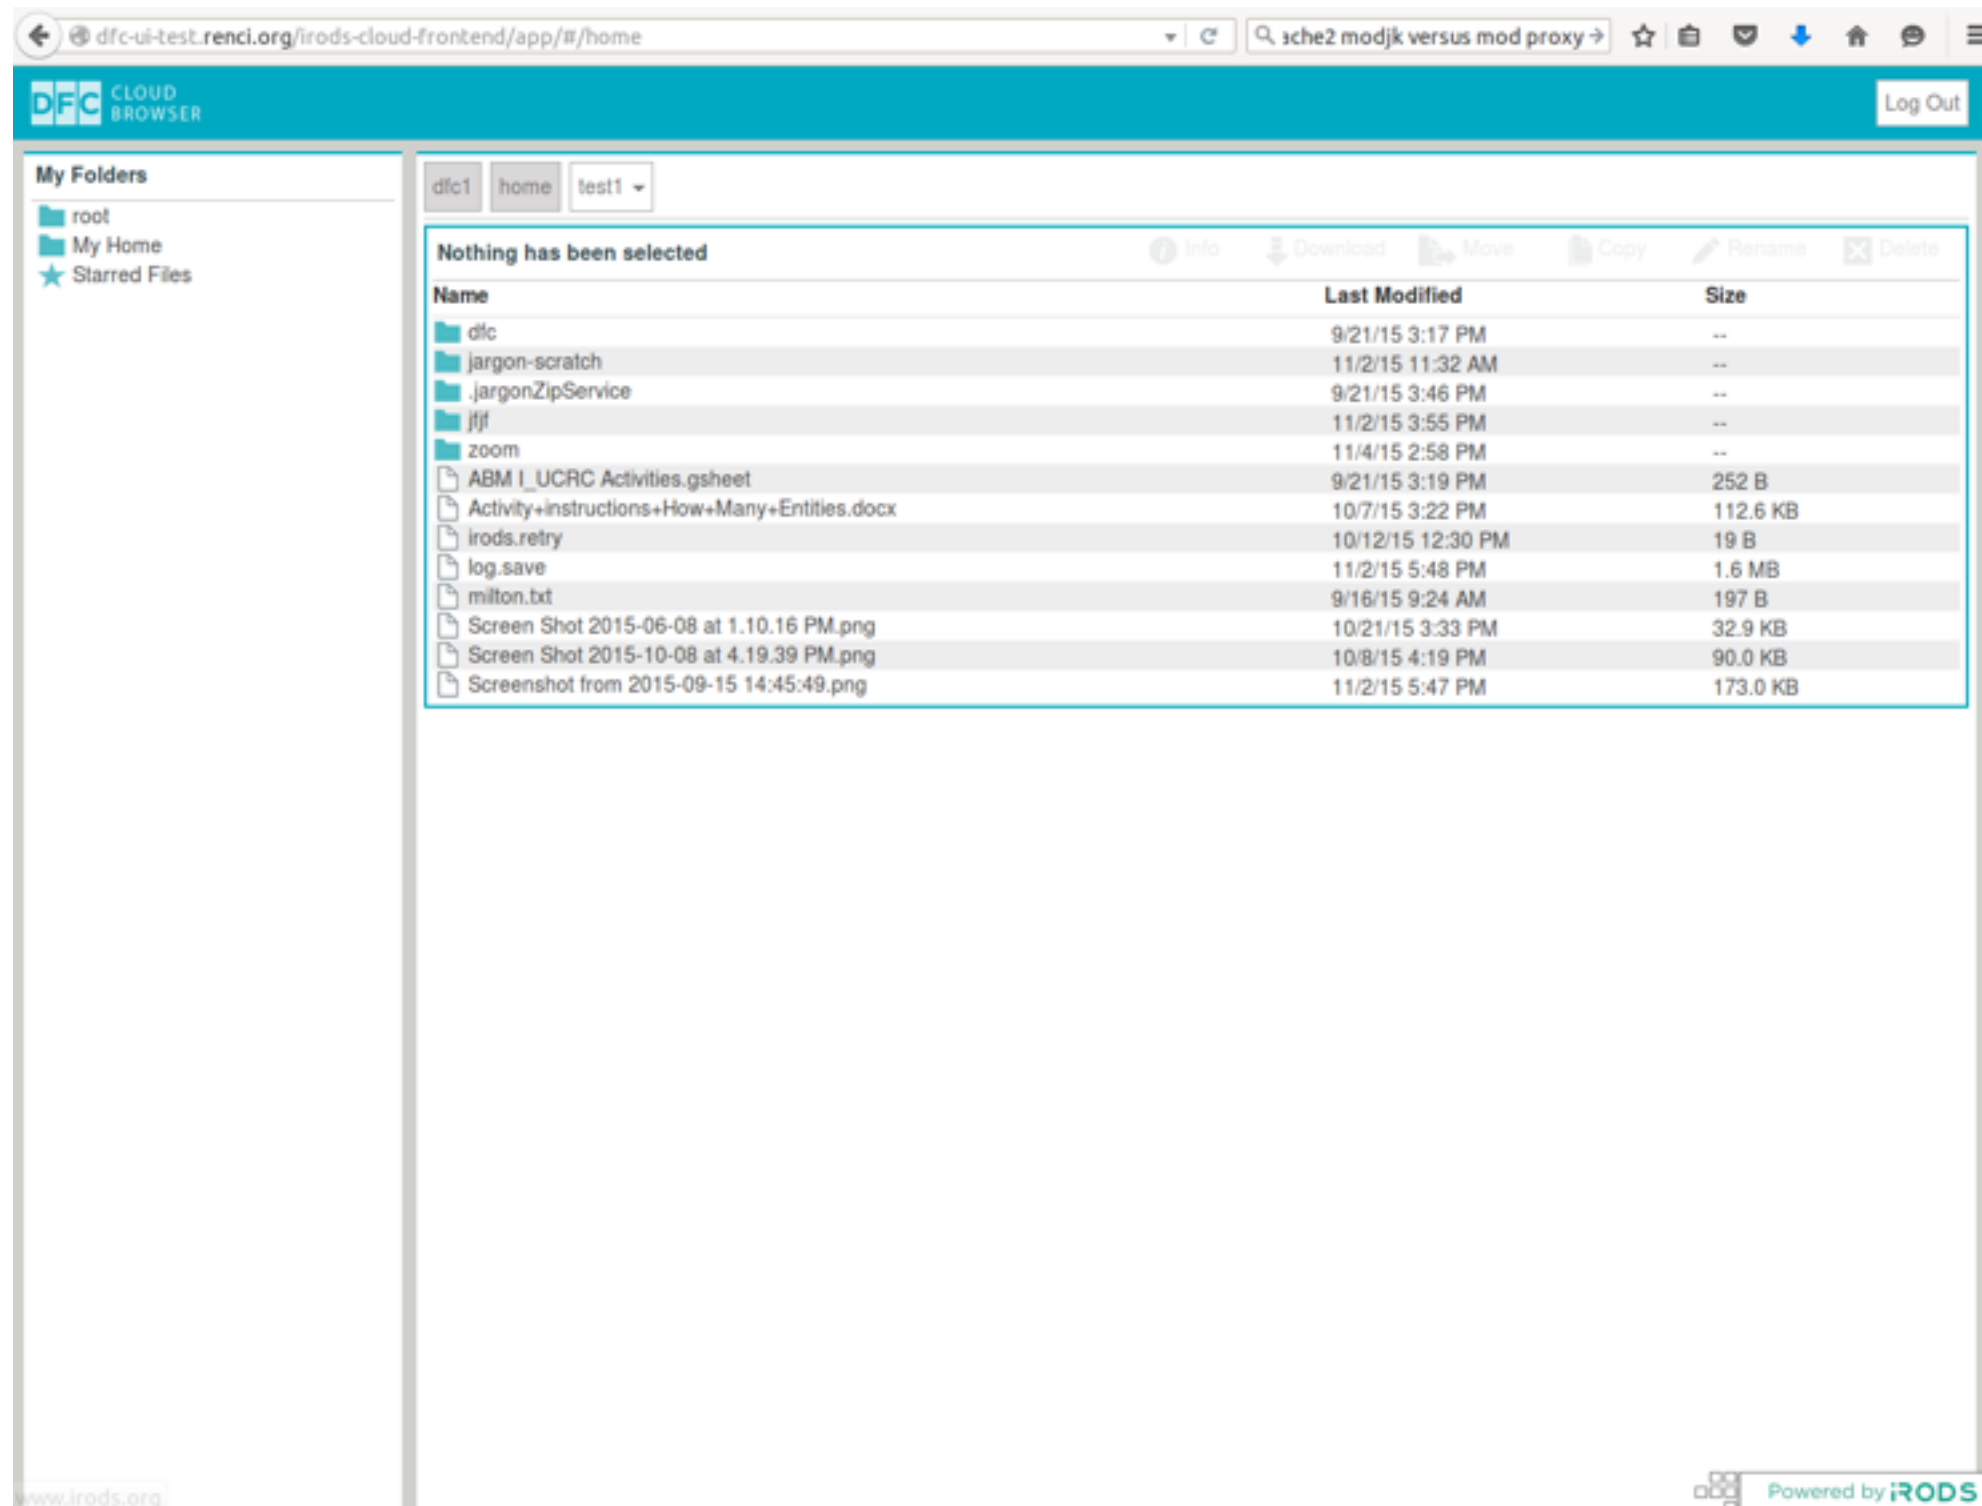 dfc-ui-test.renci.org/irods-cloud-frontend/app/#/home
ache2 modjk versus mod proxy
DFC CLOUD BROWSER
Log Out
My Folders
root
My Home
Starred Files
dfc1 home test1
Nothing has been selected Info Download Move Copy Rename Delete
Name Last Modified Size
dfc 9/21/15 3:17 PM --
jargon-scratch 11/2/15 11:32 AM --
.jargonZipService 9/21/15 3:46 PM --
jfjf 11/2/15 3:55 PM --
zoom 11/4/15 2:58 PM --
ABM I_UCRC Activities.gsheet 9/21/15 3:19 PM 252 B
Activity+instructions+How+Many+Entities.docx 10/7/15 3:22 PM 112.6 KB
irods.retry 10/12/15 12:30 PM 19 B
log.save 11/2/15 5:48 PM 1.6 MB
milton.txt 9/16/15 9:24 AM 197 B
Screen Shot 2015-06-08 at 1.10.16 PM.png 10/21/15 3:33 PM 32.9 KB
Screen Shot 2015-10-08 at 4.19.39 PM.png 10/8/15 4:19 PM 90.0 KB
Screenshot from 2015-09-15 14:45:49.png 11/2/15 5:47 PM 173.0 KB
www.irods.org
Powered by iRODS